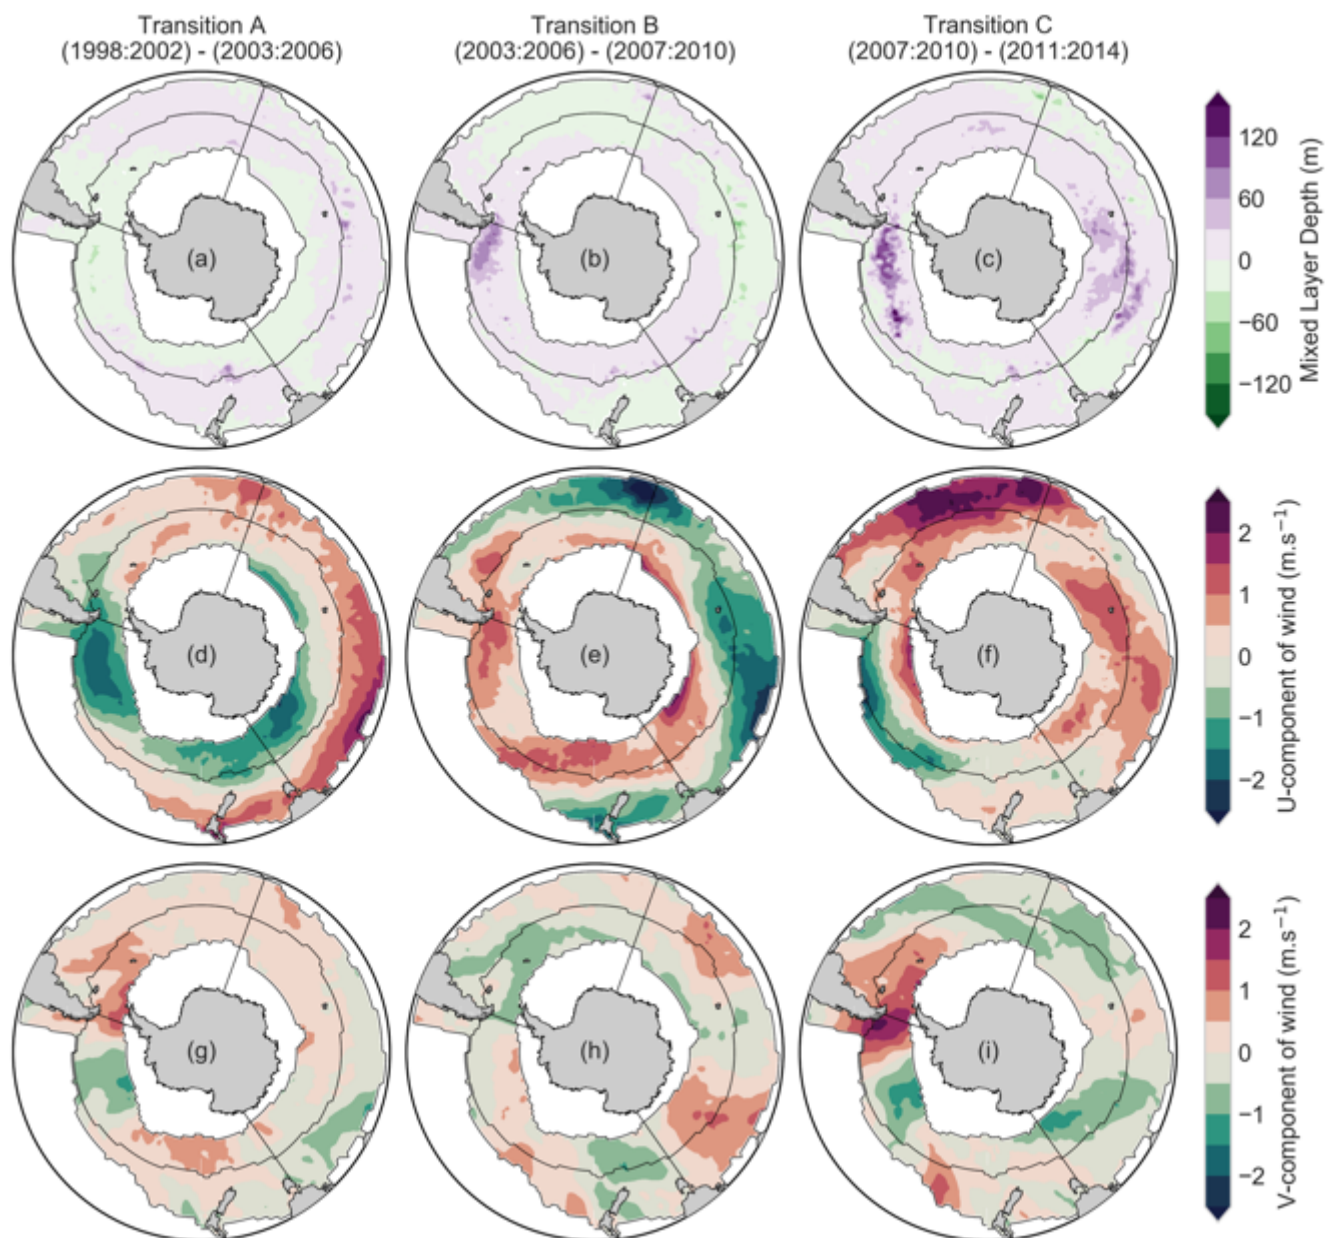 Transition A
(1998:2002) - (2003:2006)
Transition B
(2003:2006) - (2007:2010)
Transition C
(2007:2010) - (2011:2014)
(a)
(b)
(c)
120
60
0
−60
−120
Mixed Layer Depth (m)
(d)
(e)
(f)
2
1
0
−1
−2
U-component of wind (m.s⁻¹)
(g)
(h)
(i)
2
1
0
−1
−2
V-component of wind (m.s⁻¹)